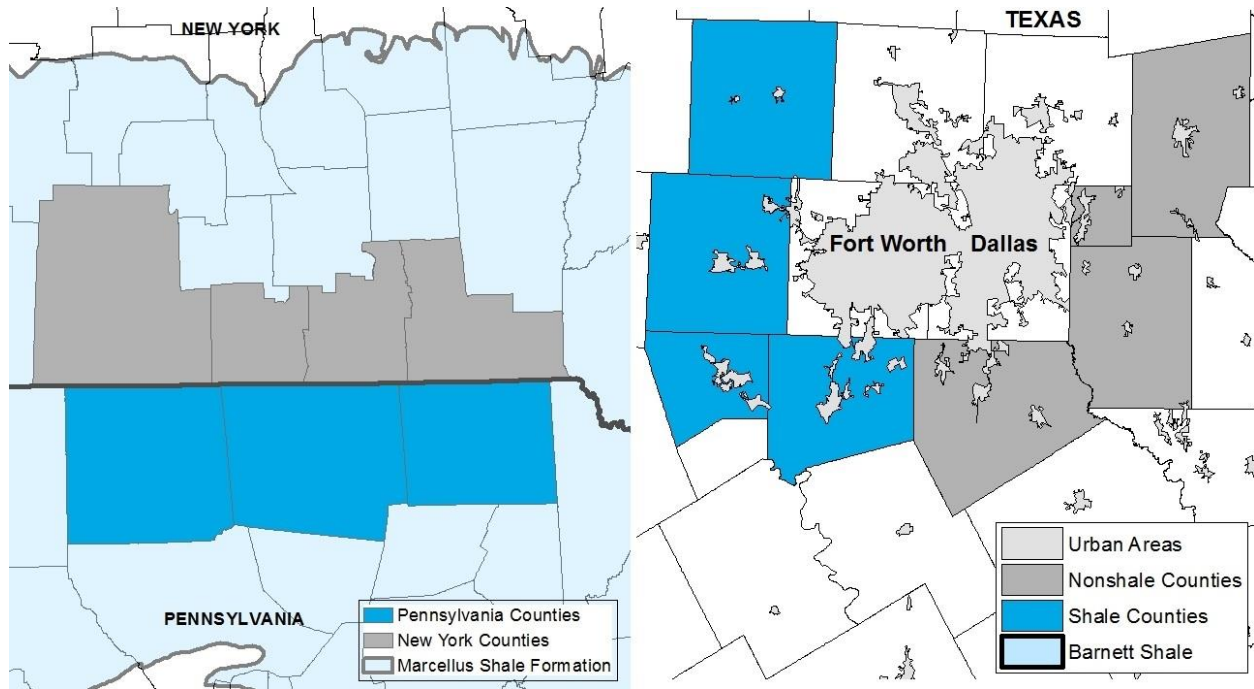 NEW YORK
PENNSYLVANIA
Pennsylvania Counties
New York Counties
Marcellus Shale Formation
TEXAS
Fort Worth Dallas
Urban Areas
Nonshale Counties
Shale Counties
Barnett Shale